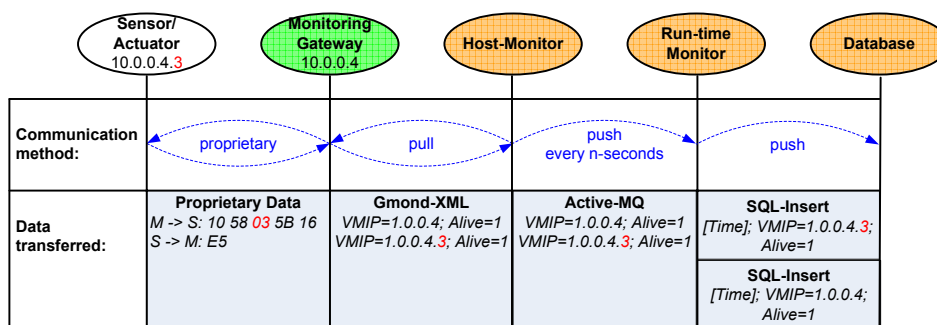 Sensor/
Actuator
10.0.0.4.3
Monitoring
Gateway
10.0.0.4
Host-Monitor
Run-time
Monitor
Database
Communication
method:
proprietary
pull
push
every n-seconds
push
Data
transferred:
Proprietary Data
M -> S: 10 58 03 5B 16
S -> M: E5
Gmond-XML
VMIP=1.0.0.4; Alive=1
VMIP=1.0.0.4.3; Alive=1
Active-MQ
VMIP=1.0.0.4; Alive=1
VMIP=1.0.0.4.3; Alive=1
SQL-Insert
[Time]; VMIP=1.0.0.4.3;
Alive=1
SQL-Insert
[Time]; VMIP=1.0.0.4;
Alive=1